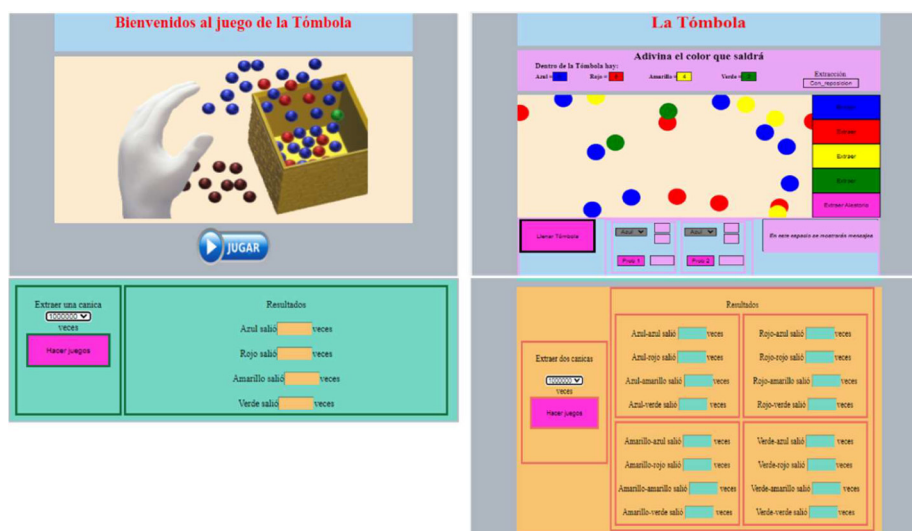 Bienvenidos al juego de la Tómbola
JUGAR
La Tómbola
Adivina el color que saldrá
Dentro de la Tómbola hay:
Azul =
Rojo =
Amarillo =
Verde =
Extracción
Con_reposicion
Extraer
Extraer Aleatorio
Llenar Tómbola
Azul
Azul
Prob 1
Prob 2
En este espacio se mostrarán mensajes
Extraer una canica
1000000
veces
Hacer juegos
Resultados
Azul salió veces
Rojo salió veces
Amarillo salió veces
Verde salió veces
Extraer dos canicas
1000000
veces
Hacer juegos
Resultados
Azul-azul salió veces
Azul-rojo salió veces
Azul-amarillo salió veces
Azul-verde salió veces
Rojo-azul salió veces
Rojo-rojo salió veces
Rojo-amarillo salió veces
Rojo-verde salió veces
Amarillo-azul salió veces
Amarillo-rojo salió veces
Amarillo-amarillo salió veces
Amarillo-verde salió veces
Verde-azul salió veces
Verde-rojo salió veces
Verde-amarillo salió veces
Verde-verde salió veces